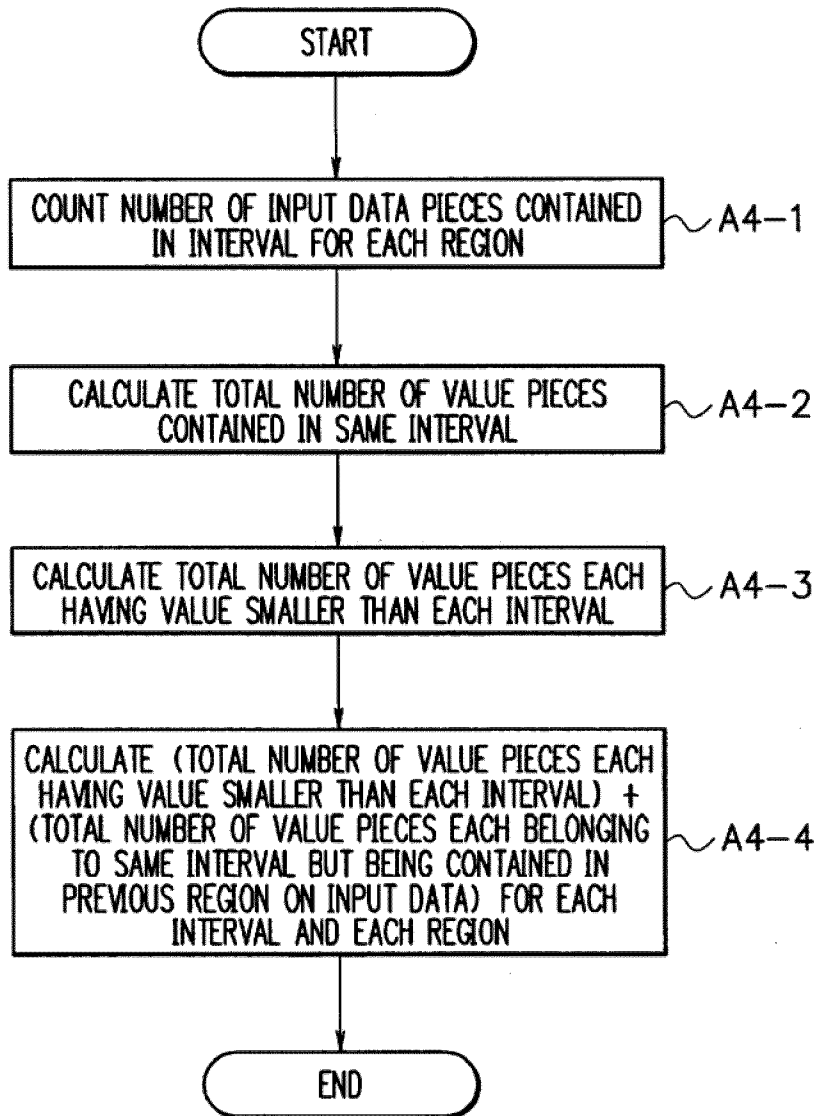 START
COUNT NUMBER OF INPUT DATA PIECES CONTAINED
IN INTERVAL FOR EACH REGION
A4-1
CALCULATE TOTAL NUMBER OF VALUE PIECES
CONTAINED IN SAME INTERVAL
A4-2
CALCULATE TOTAL NUMBER OF VALUE PIECES EACH
HAVING VALUE SMALLER THAN EACH INTERVAL
A4-3
CALCULATE (TOTAL NUMBER OF VALUE PIECES EACH
HAVING VALUE SMALLER THAN EACH INTERVAL) +
(TOTAL NUMBER OF VALUE PIECES EACH BELONGING
TO SAME INTERVAL BUT BEING CONTAINED IN
PREVIOUS REGION ON INPUT DATA) FOR EACH
INTERVAL AND EACH REGION
A4-4
END